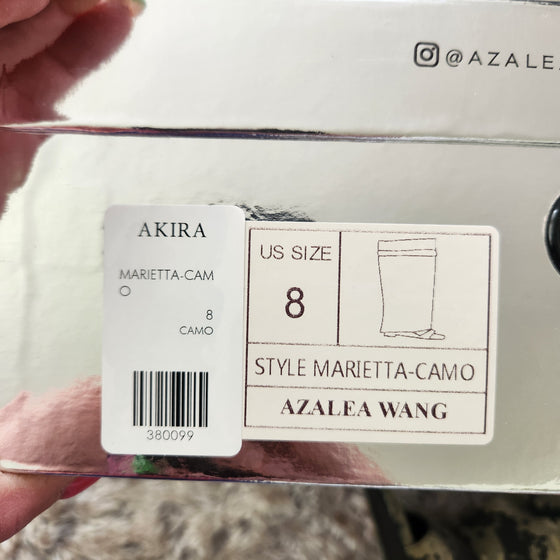 @AZALE
AKIRA
MARIETTA-CAM
O
8
CAMO
380099
US SIZE
8
STYLE MARIETTA-CAMO
AZALEA WANG